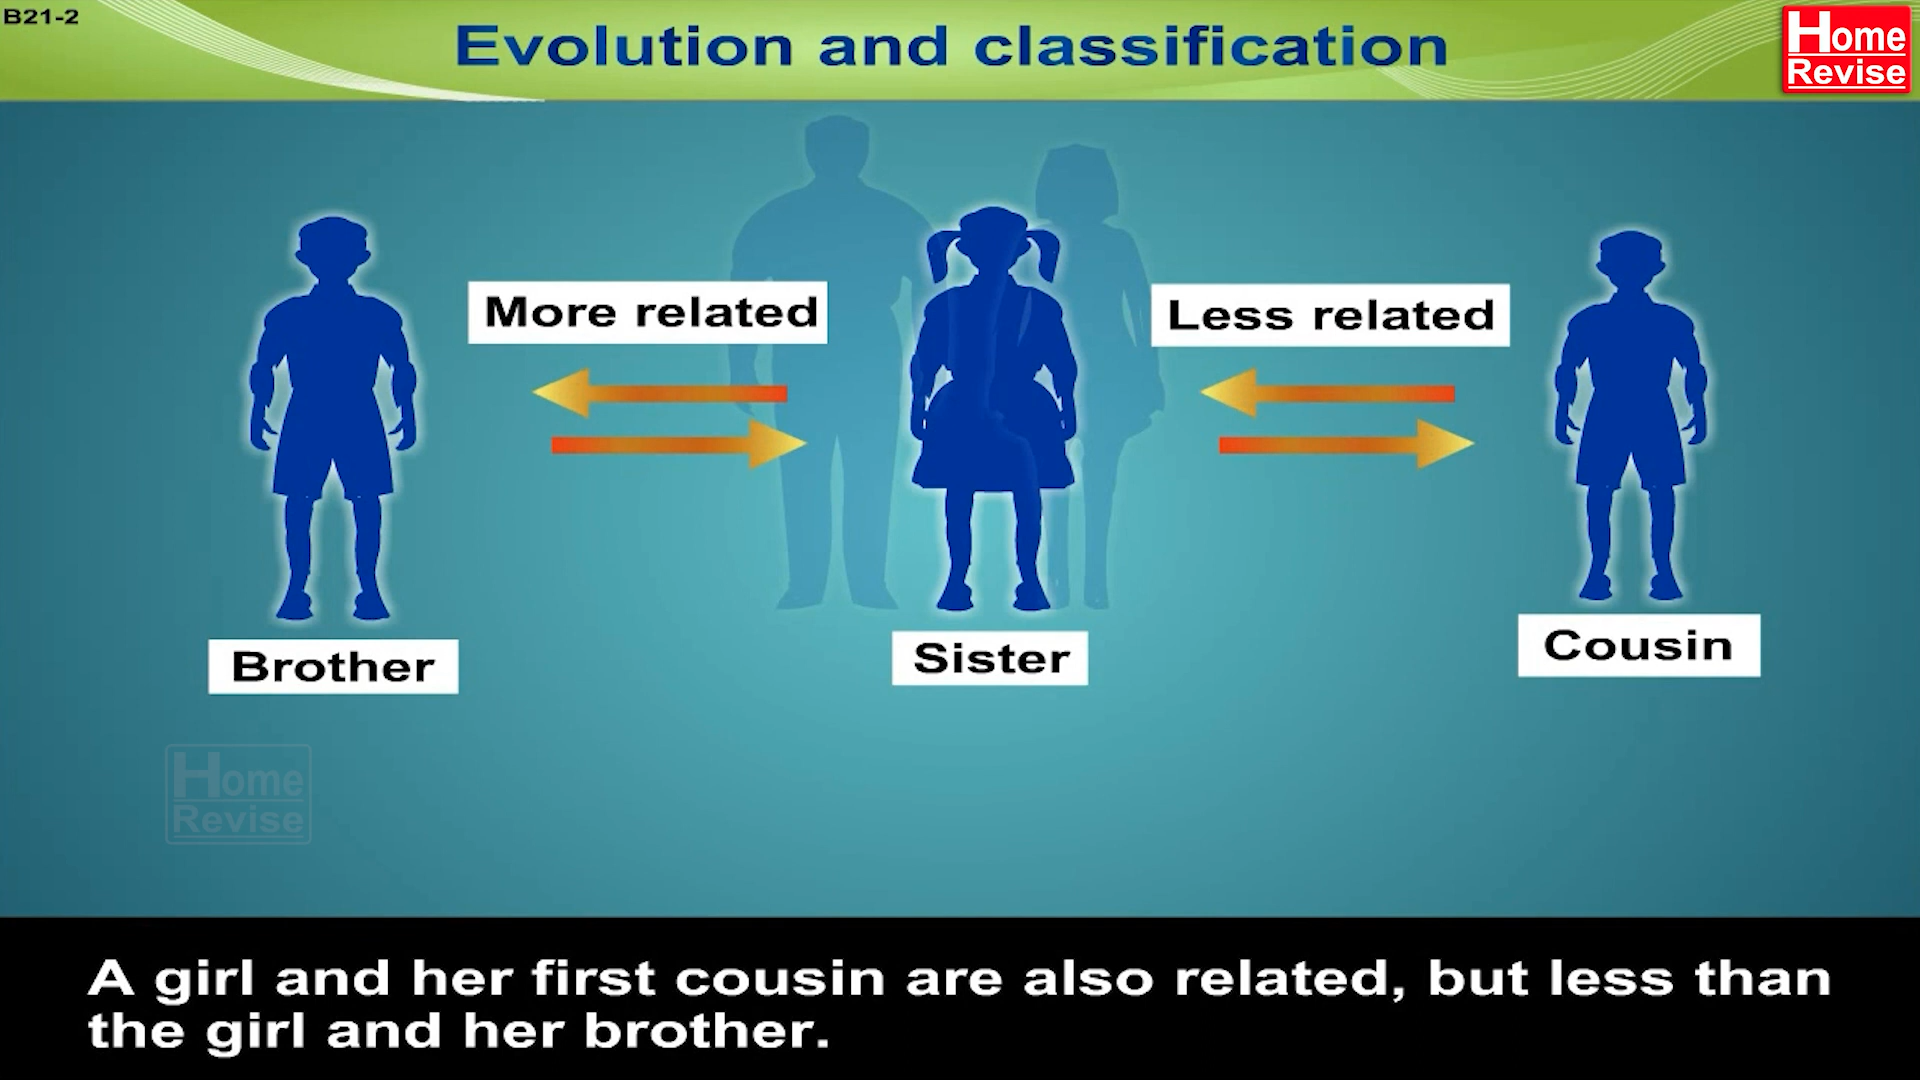 B21-2
Evolution and classification
Home
Revise
More related
Less related
Brother
Sister
Cousin
Home
Revise
A girl and her first cousin are also related, but less than
the girl and her brother.